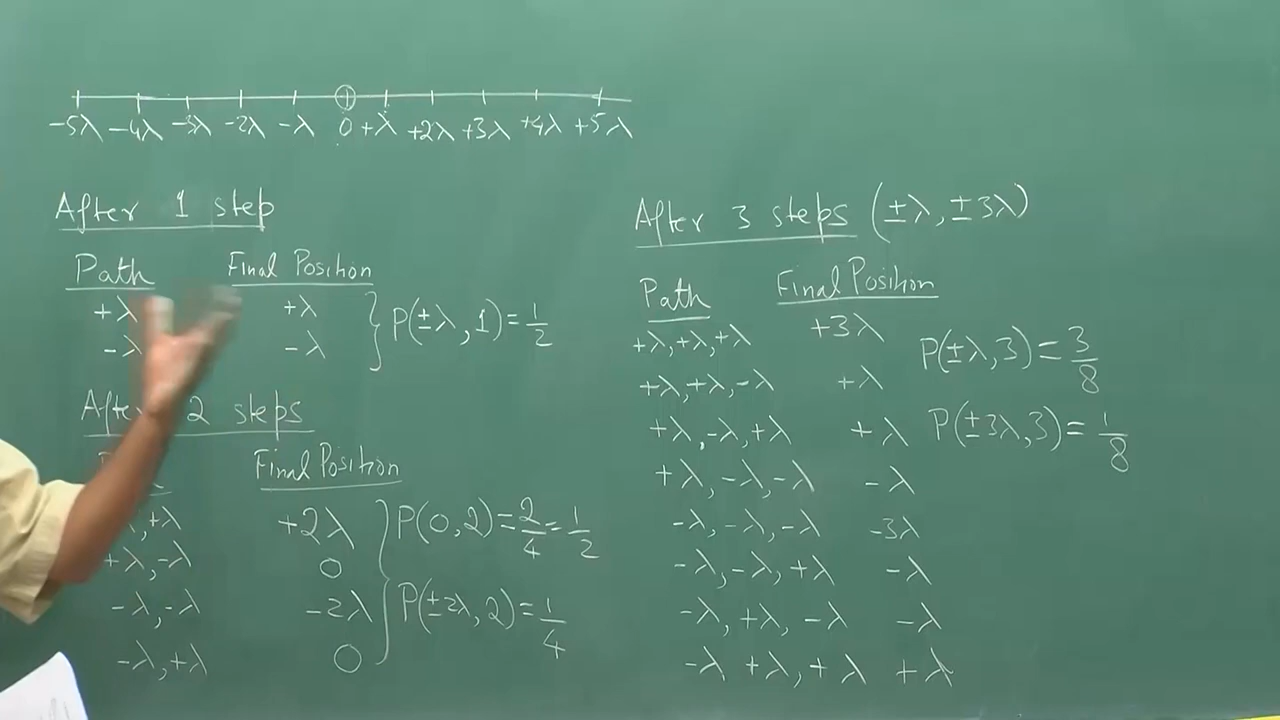 -5λ -4λ -3λ -2λ -λ 0 +λ +2λ +3λ +4λ +5λ
After 1 step
Path Final Position
+λ +λ
-λ -λ
P(±λ, 1) = 1/2
2 steps
Final Position
+λ +2λ
+λ, -λ 0
-λ, -λ -2λ
-λ, +λ 0
P(0, 2) = 2/4 = 1/2
P(±2λ, 2) = 1/4
After 3 steps (±λ, ±3λ)
Path Final Position
+λ, +λ, +λ +3λ
+λ, +λ, -λ +λ
+λ, -λ, +λ +λ
+λ, -λ, -λ -λ
-λ, -λ, -λ -3λ
-λ, -λ, +λ -λ
-λ, +λ, -λ -λ
-λ +λ, +λ +λ
P(±λ, 3) = 3/8
P(±3λ, 3) = 1/8